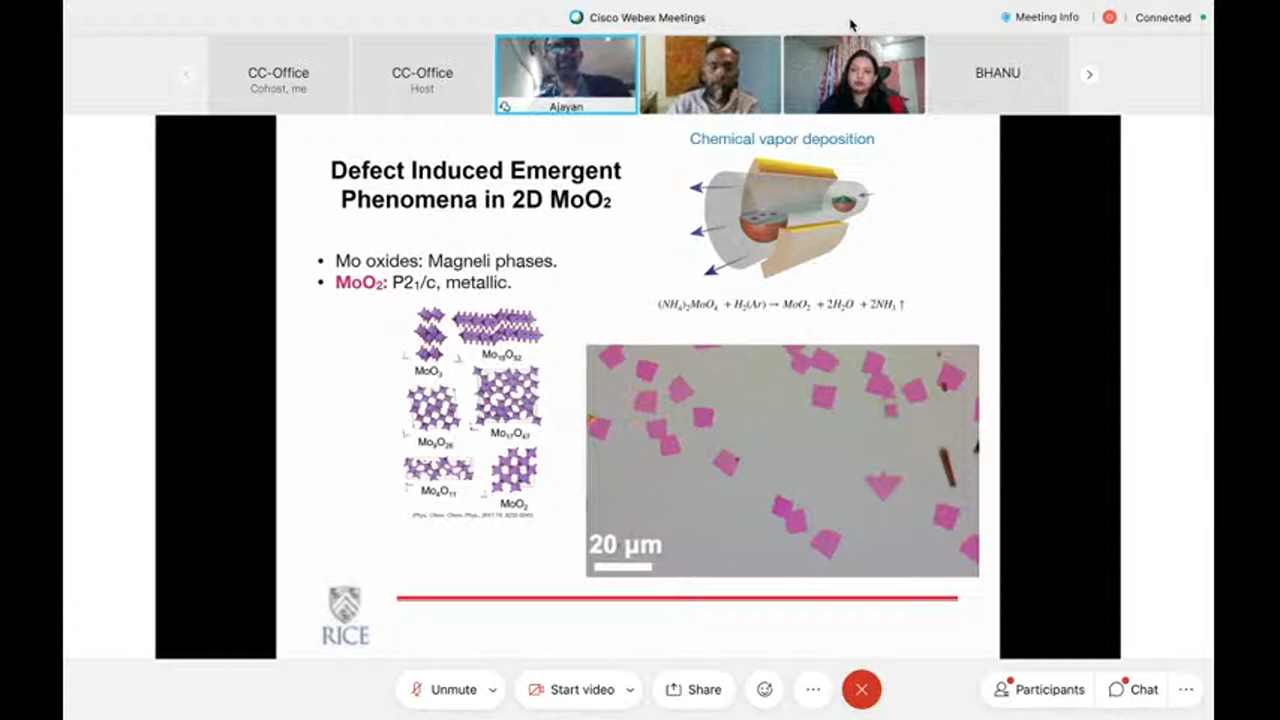 Cisco Webex Meetings
Meeting Info
Connected
CC-Office
Cohost, me
CC-Office
Host
Ajayan
BHANU
Chemical vapor deposition
Defect Induced Emergent
Phenomena in 2D MoO₂
• Mo oxides: Magneli phases.
• MoO₂: P2₁/c, metallic.
(NH₄)₂MoO₄ + H₂(Ar) → MoO₂ + 2H₂O + 2NH₃ ↑
MoO₃
Mo₁₈O₅₂
Mo₉O₂₆
Mo₁₇O₄₇
Mo₄O₁₁
MoO₂
20 µm
RICE
Unmute
Start video
Share
Participants
Chat